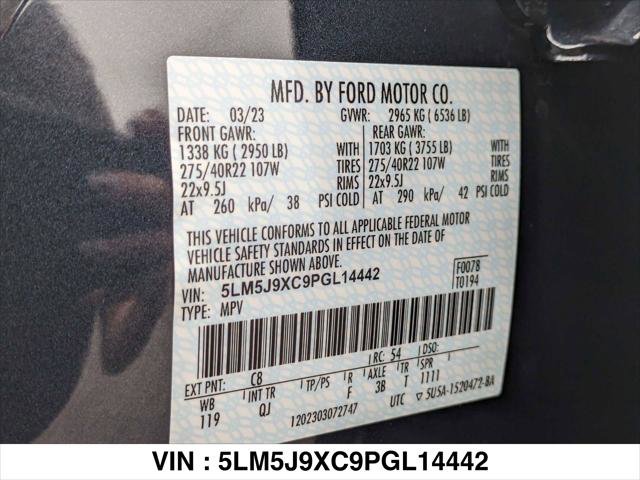 MFD. BY FORD MOTOR CO.
DATE: 03/23 GVWR: 2965 KG ( 6536 LB)
FRONT GAWR: REAR GAWR:
1338 KG ( 2950 LB) WITH 1703 KG ( 3755 LB) WITH
275/40R22 107W TIRES 275/40R22 107W TIRES
22x9.5J RIMS 22x9.5J RIMS
AT 260 kPa/ 38 PSI COLD AT 290 kPa/ 42 PSI COLD
THIS VEHICLE CONFORMS TO ALL APPLICABLE FEDERAL MOTOR
VEHICLE SAFETY STANDARDS IN EFFECT ON THE DATE OF
MANUFACTURE SHOWN ABOVE.
VIN: 5LM5J9XC9PGL14442 F0078
TYPE: MPV T0194
EXT PNT: C8 RC: 54 DSO:
WB INT TR TP/PS R AXLE TR SPR
119 QJ F 3B T 1111
1202303072747 UTC ▽ 5U5A-1520472-BA
VIN : 5LM5J9XC9PGL14442